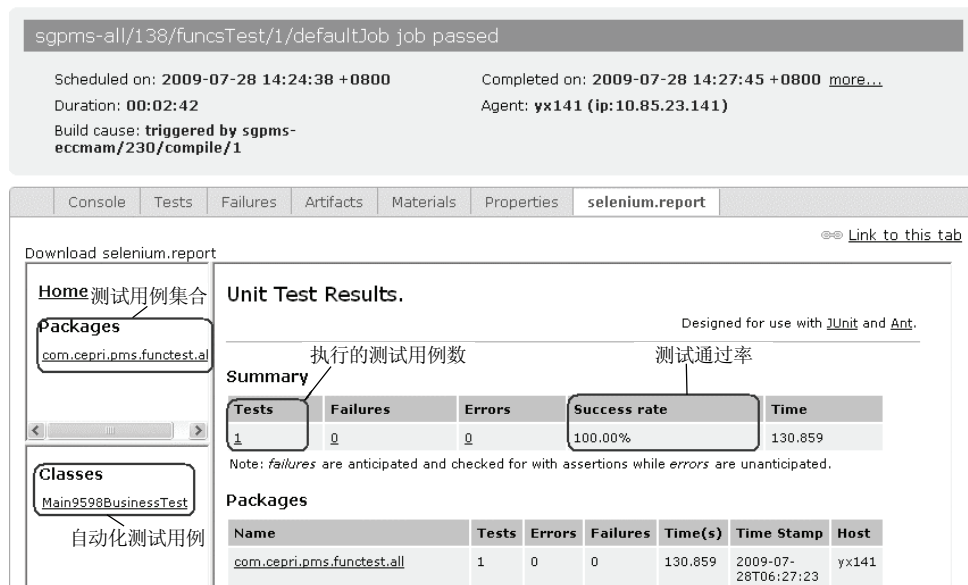 sgpms-all/138/funcsTest/1/defaultJob job passed
Scheduled on: 2009-07-28 14:24:38 +0800
Completed on: 2009-07-28 14:27:45 +0800 more...
Duration: 00:02:42
Agent: yx141 (ip:10.85.23.141)
Build cause: triggered by sgpms-
eccmam/230/compile/1
Console Tests Failures Artifacts Materials Properties selenium.report
Link to this tab
Download selenium.report
Home
测试用例集合
Packages
com.cepri.pms.functest.al
Classes
Main9598BusinessTest
自动化测试用例
Unit Test Results.
Designed for use with JUnit and Ant.
执行的测试用例数
测试通过率
Summary
Tests Failures Errors Success rate Time
1 0 0 100.00% 130.859
Note: failures are anticipated and checked for with assertions while errors are unanticipated.
Packages
Name Tests Errors Failures Time(s) Time Stamp Host
com.cepri.pms.functest.all 1 0 0 130.859 2009-07- yx141
28T06:27:23